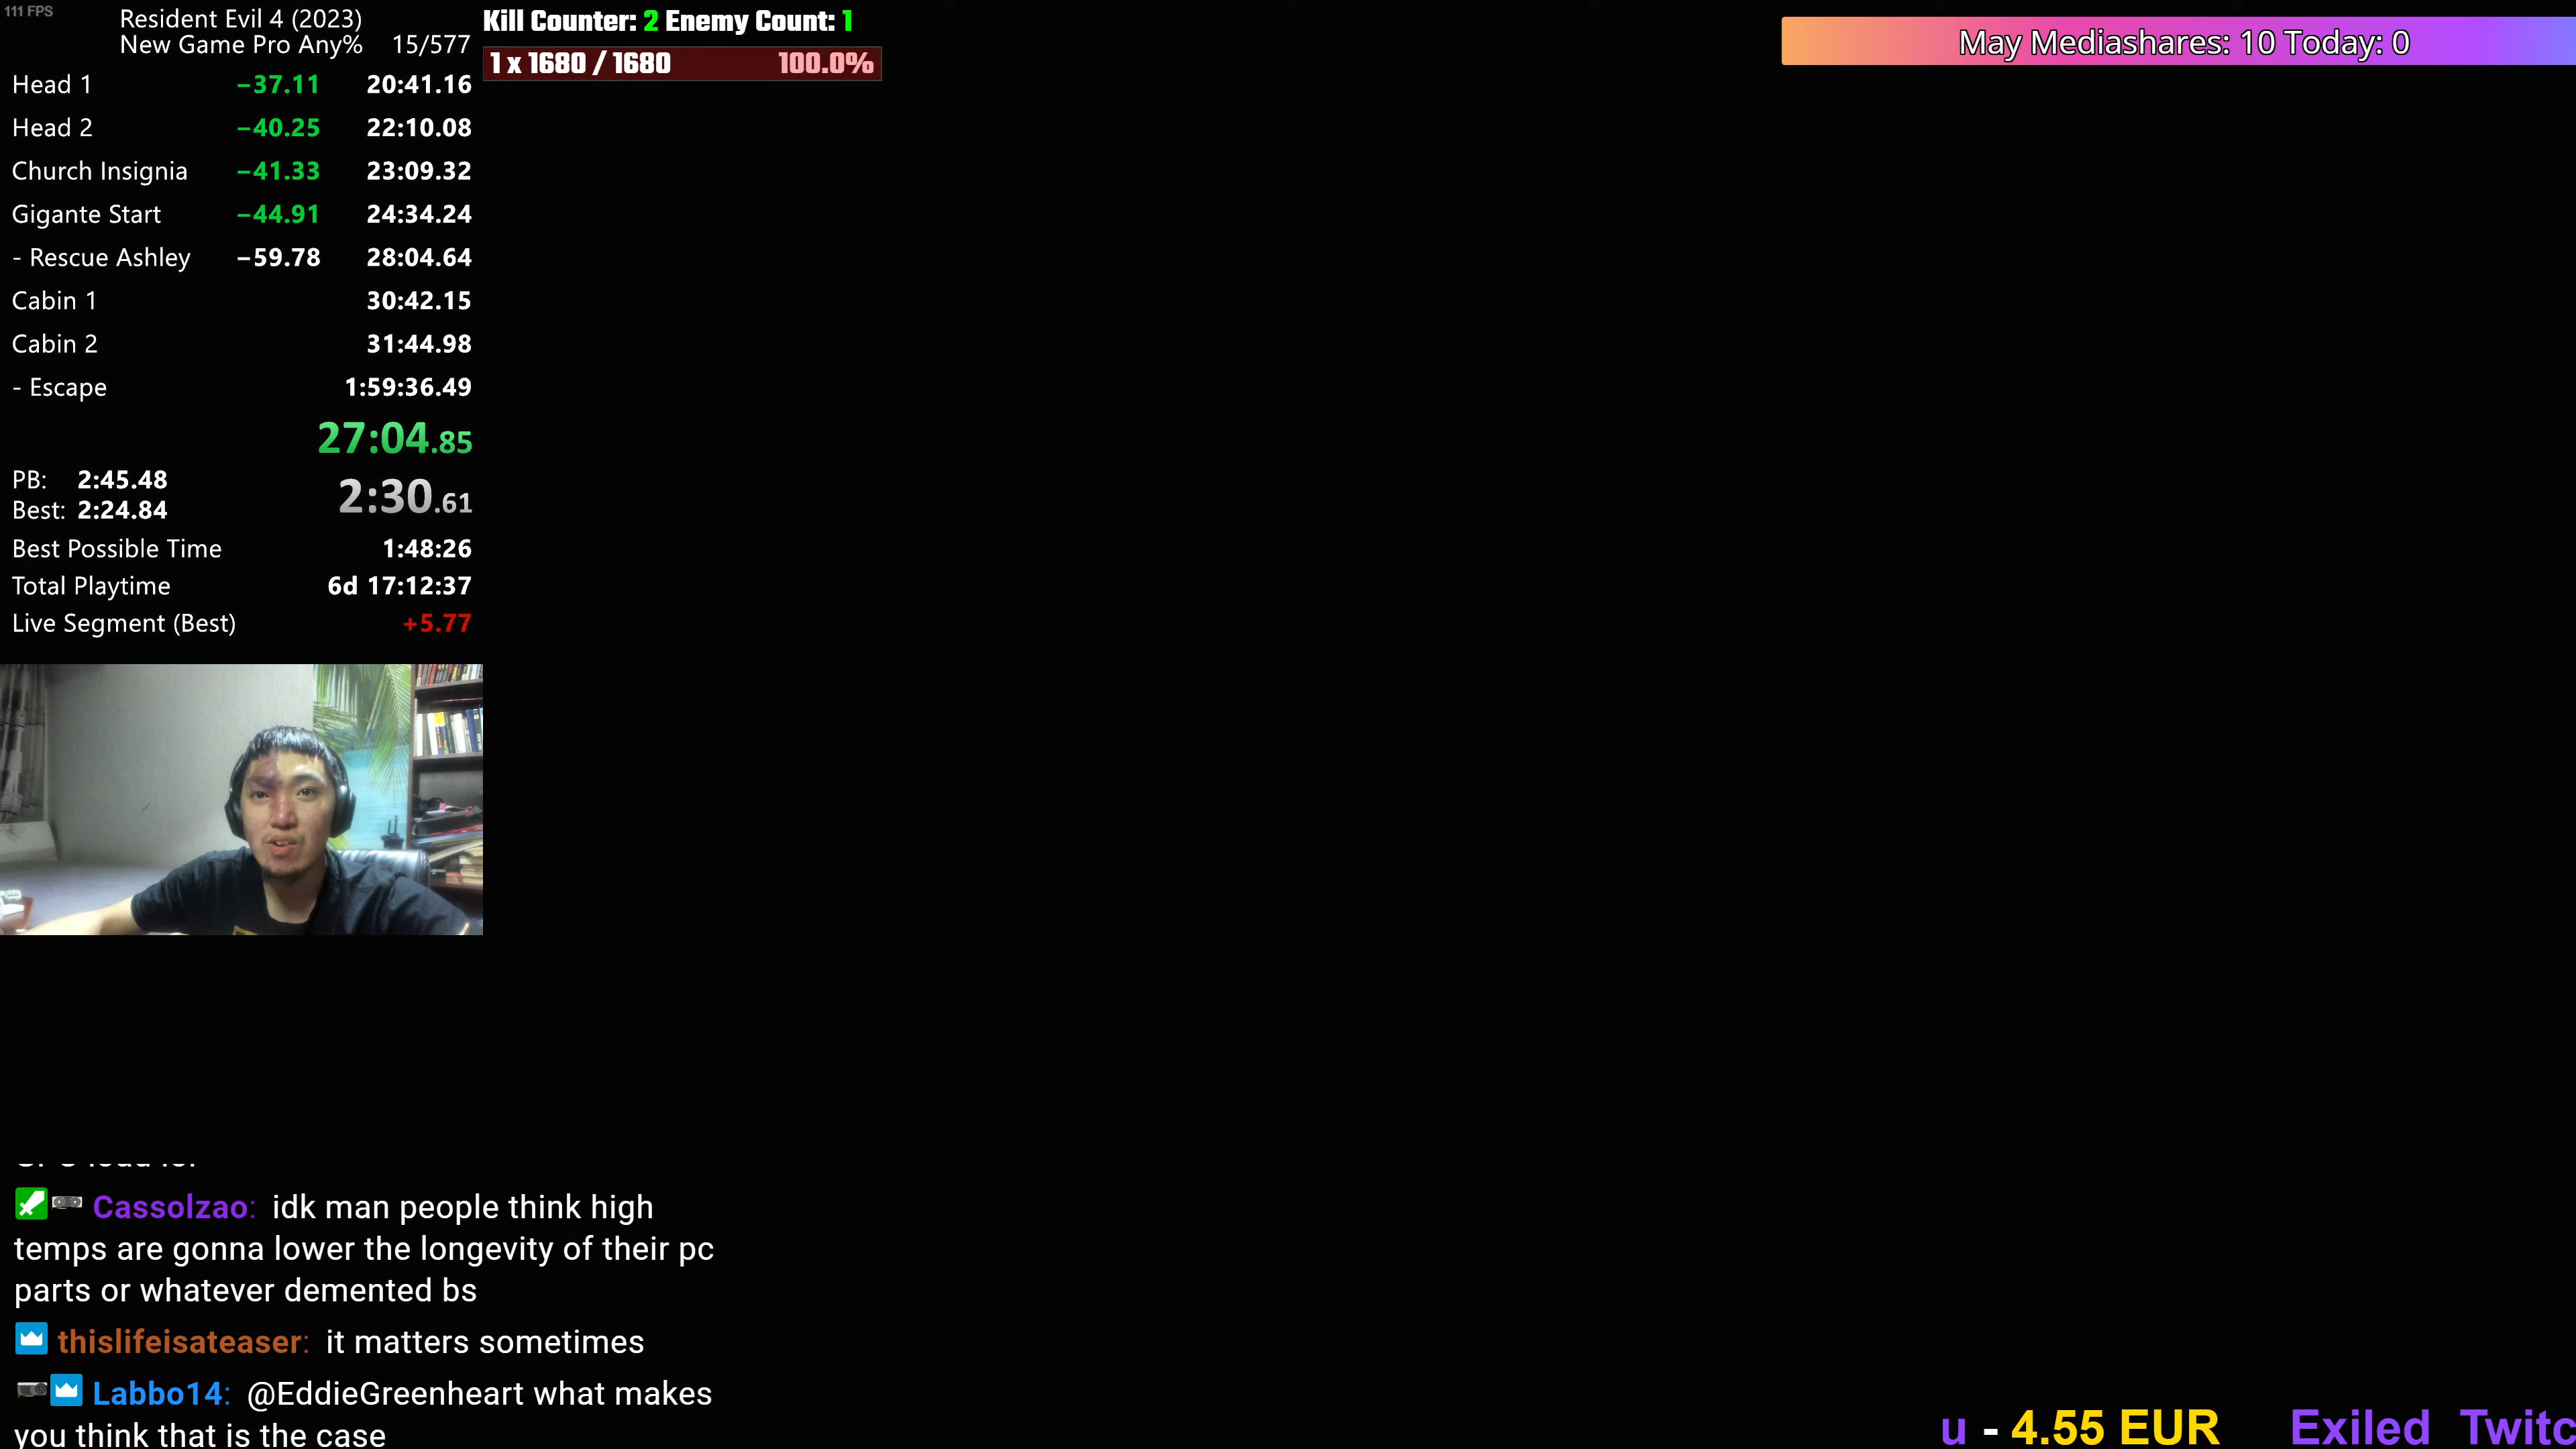 111 FPS
Resident Evil 4 (2023)
New Game Pro Any% 15/577
Head 1 −37.11 20:41.16
Head 2 −40.25 22:10.08
Church Insignia −41.33 23:09.32
Gigante Start −44.91 24:34.24
- Rescue Ashley −59.78 28:04.64
Cabin 1 30:42.15
Cabin 2 31:44.98
- Escape 1:59:36.49
27:04.85
PB: 2:45.48
Best: 2:24.84
2:30.61
Best Possible Time 1:48:26
Total Playtime 6d 17:12:37
Live Segment (Best) +5.77
Kill Counter: 2 Enemy Count: 1
1 x 1680 / 1680 100.0%
May Mediashares: 10 Today: 0
Cassolzao: idk man people think high
temps are gonna lower the longevity of their pc
parts or whatever demented bs
thislifeisateaser: it matters sometimes
Labbo14: @EddieGreenheart what makes
you think that is the case
u - 4.55 EUR Exiled Twitc